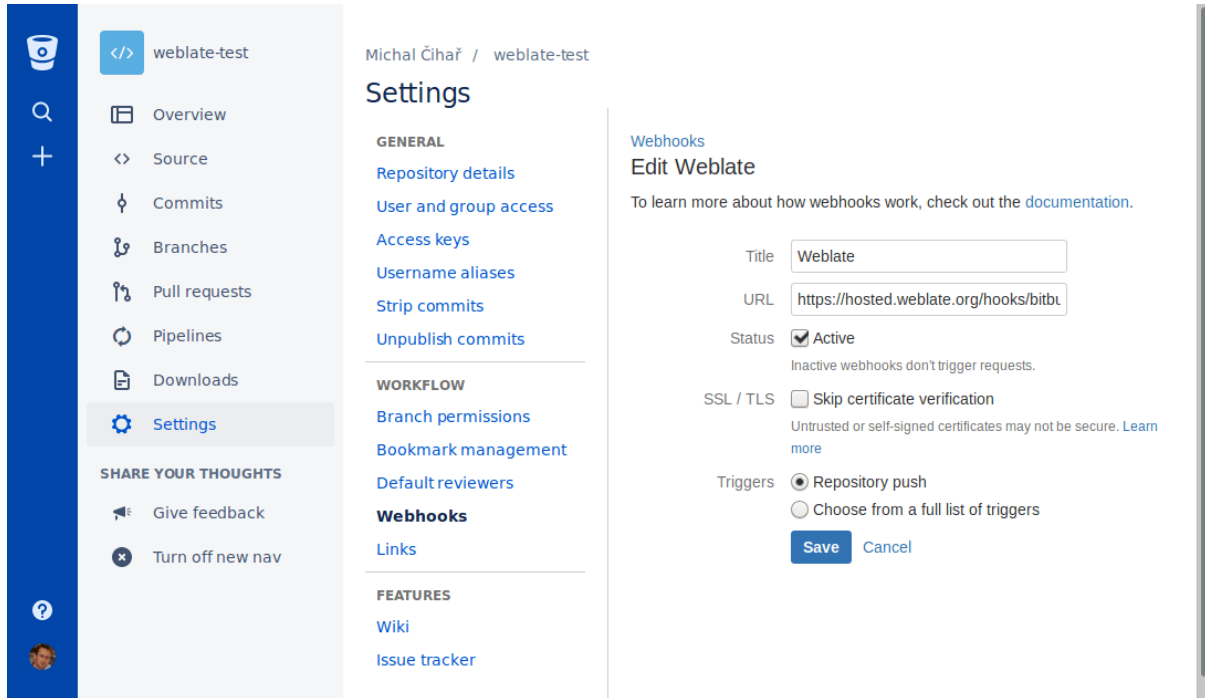 weblate-test
Overview
Source
Commits
Branches
Pull requests
Pipelines
Downloads
Settings
SHARE YOUR THOUGHTS
Give feedback
Turn off new nav
Michal Čihař / weblate-test
Settings
GENERAL
Repository details
User and group access
Access keys
Username aliases
Strip commits
Unpublish commits
WORKFLOW
Branch permissions
Bookmark management
Default reviewers
Webhooks
Links
FEATURES
Wiki
Issue tracker
Webhooks
Edit Weblate
To learn more about how webhooks work, check out the documentation.
Title Weblate
URL https://hosted.weblate.org/hooks/bitbu
Status Active
Inactive webhooks don't trigger requests.
SSL / TLS Skip certificate verification
Untrusted or self-signed certificates may not be secure. Learn
more
Triggers Repository push
Choose from a full list of triggers
Save Cancel